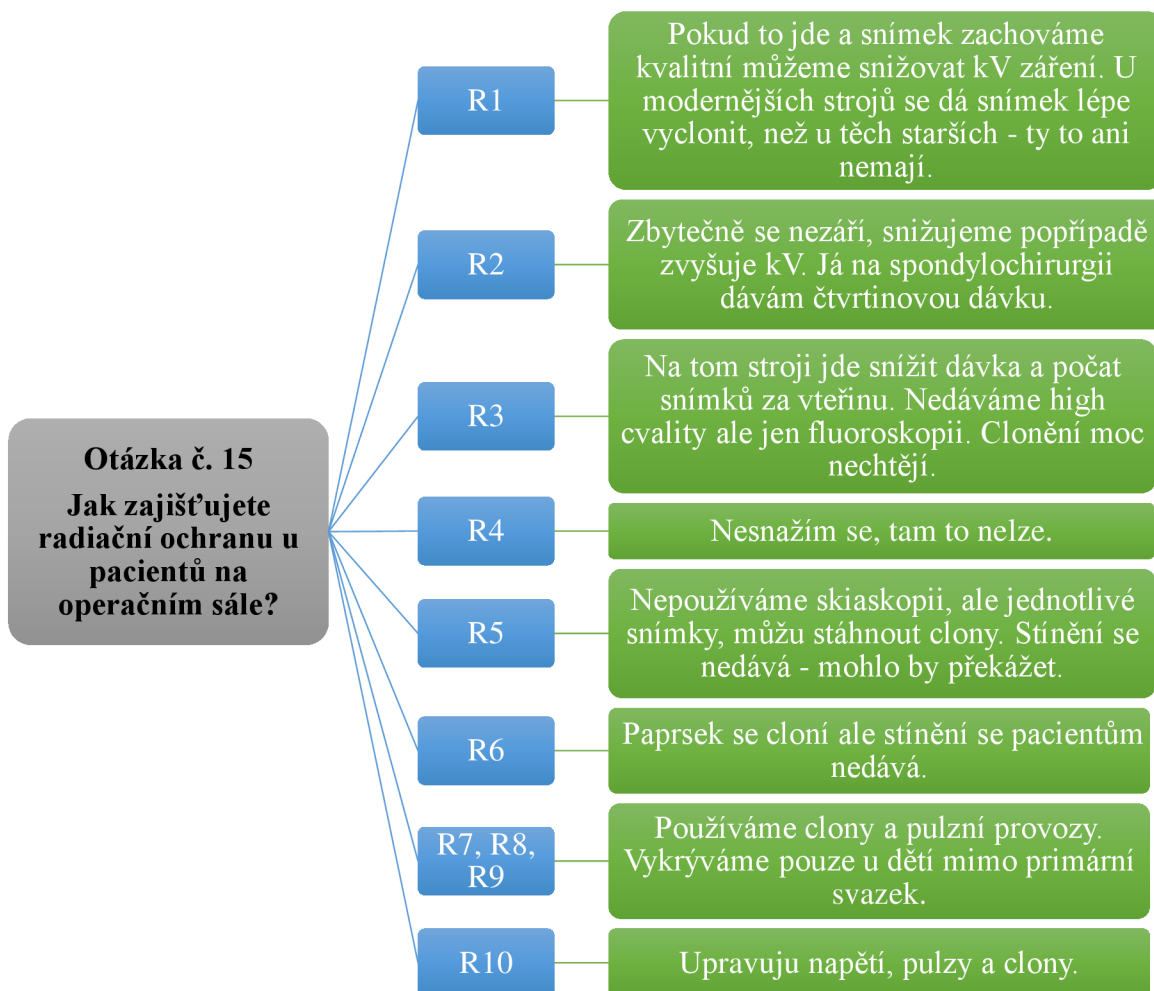 Otázka č. 15
Jak zajišťujete
radiační ochranu u
pacientů na
operačním sále?
R1
Pokud to jde a snímek zachováme
kvalitní můžeme snižovat kV záření. U
modernějších strojů se dá snímek lépe
vyclonit, než u těch starších - ty to ani
nemají.
R2
Zbytečně se nezáří, snižujeme popřípadě
zvyšuje kV. Já na spondylochirurgii
dávám čtvrtinovou dávku.
R3
Na tom stroji jde snížit dávka a počat
snímků za vteřinu. Nedáváme high
cvality ale jen fluoroskopii. Clonění moc
nechtějí.
R4
Nesnažím se, tam to nelze.
R5
Nepoužíváme skiaskopii, ale jednotlivé
snímky, můžu stáhnout clony. Stínění se
nedává - mohlo by překážet.
R6
Paprsek se cloní ale stínění se pacientům
nedává.
R7, R8,
R9
Používáme clony a pulzní provozy.
Vykrýváme pouze u dětí mimo primární
svazek.
R10
Upravuju napětí, pulzy a clony.